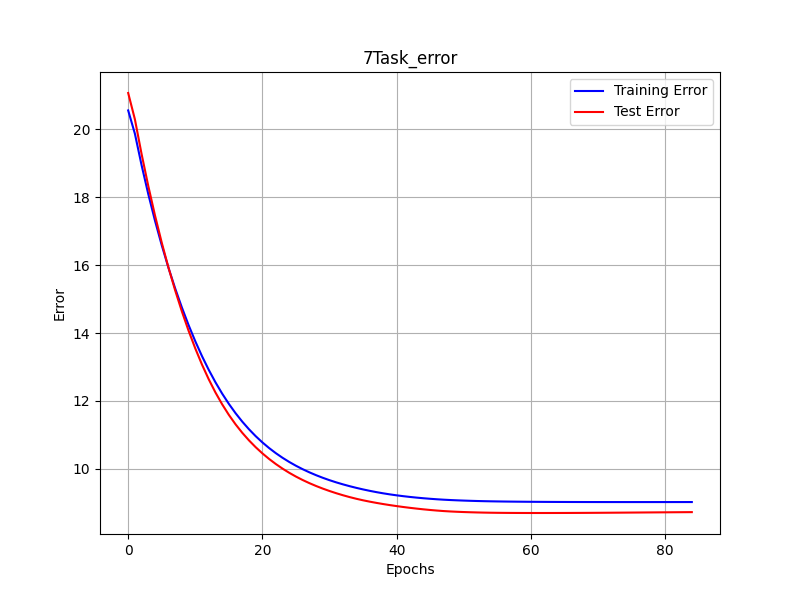 7Task_error
Training Error
Test Error
20
18
16
14
12
10
Error
0 20 40 60 80
Epochs